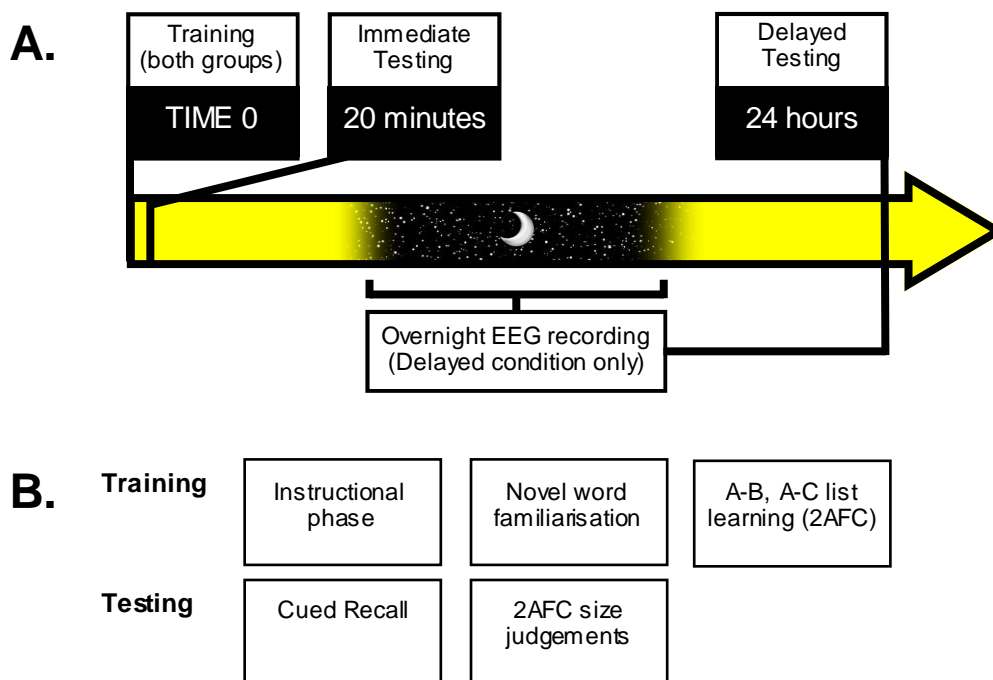 A.
Training
(both groups)
TIME 0
Immediate
Testing
20 minutes
Delayed
Testing
24 hours
Overnight EEG recording
(Delayed condition only)
B.
Training
Instructional
phase
Novel word
familiarisation
A-B, A-C list
learning (2AFC)
Testing
Cued Recall
2AFC size
judgements